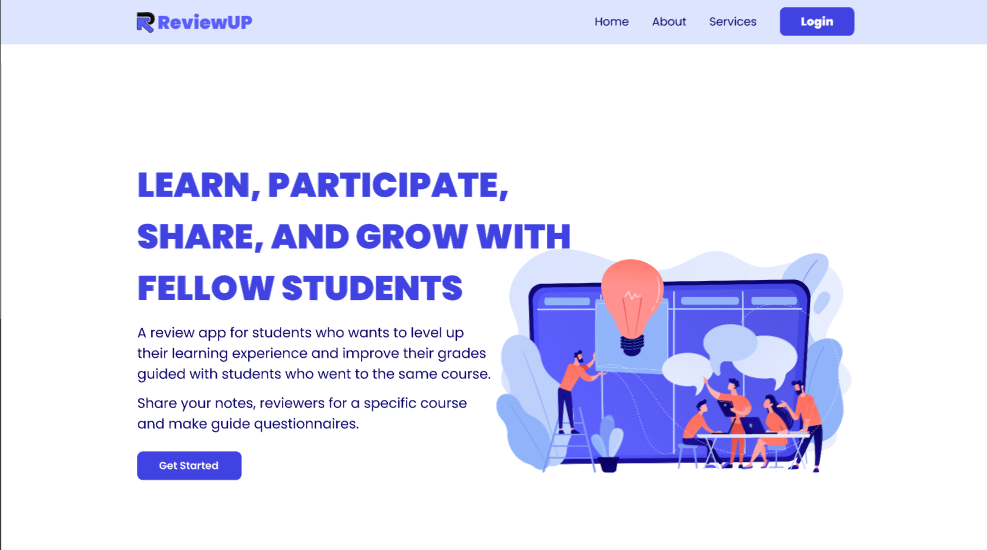 ReviewUP
Home About Services Login
LEARN, PARTICIPATE,
SHARE, AND GROW WITH
FELLOW STUDENTS
A review app for students who wants to level up
their learning experience and improve their grades
guided with students who went to the same course.
Share your notes, reviewers for a specific course
and make guide questionnaires.
Get Started